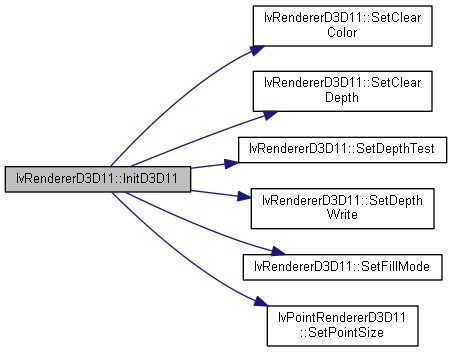 IvRendererD3D11::InitD3D11
IvRendererD3D11::SetClear
Color
IvRendererD3D11::SetClear
Depth
IvRendererD3D11::SetDepthTest
IvRendererD3D11::SetDepth
Write
IvRendererD3D11::SetFillMode
IvPointRendererD3D11
::SetPointSize